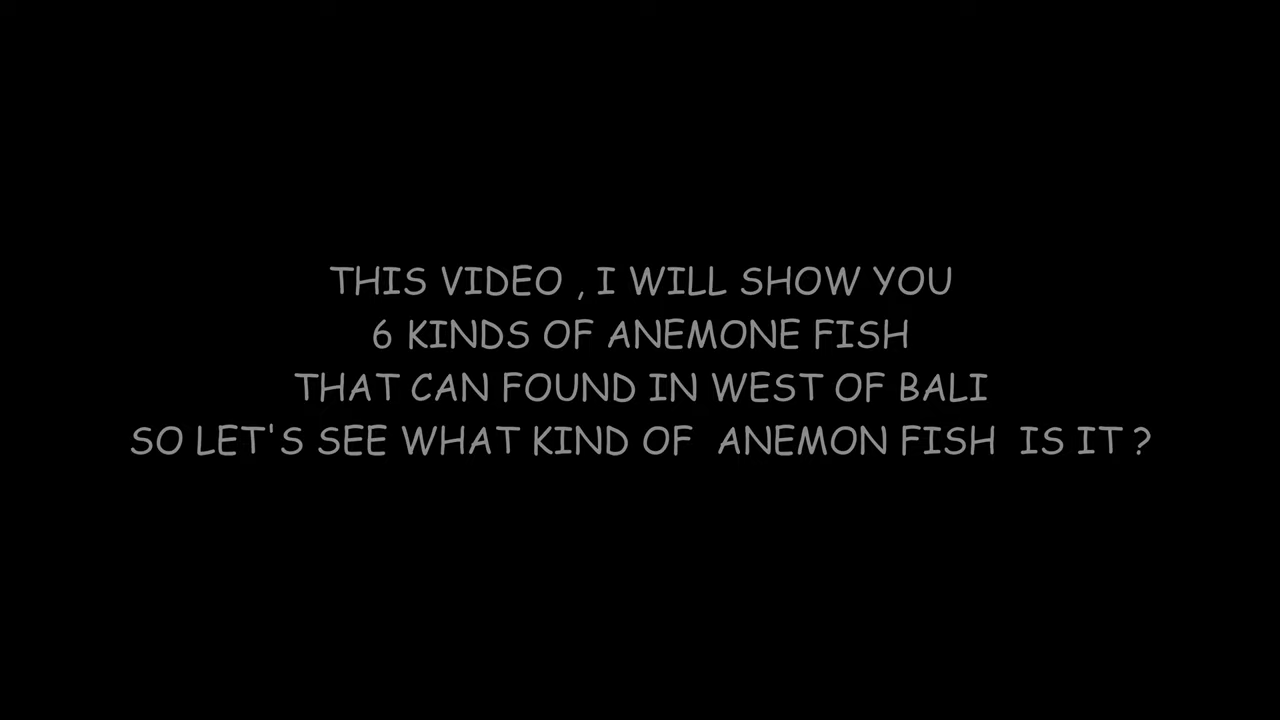 THIS VIDEO , I WILL SHOW YOU
6 KINDS OF ANEMONE FISH
THAT CAN FOUND IN WEST OF BALI
SO LET'S SEE WHAT KIND OF  ANEMON FISH  IS IT ?